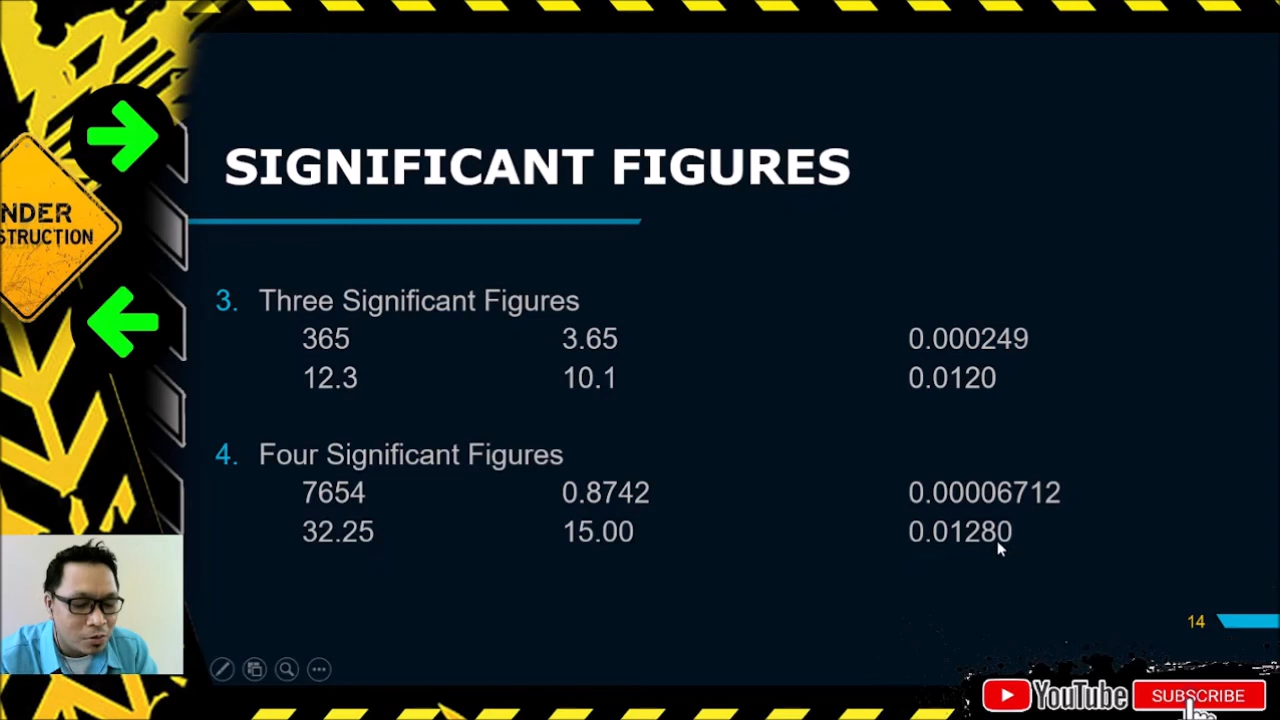 NDER
STRUCTION
SIGNIFICANT FIGURES
3. Three Significant Figures
365 3.65 0.000249
12.3 10.1 0.0120
4. Four Significant Figures
7654 0.8742 0.00006712
32.25 15.00 0.01280
14
YouTube SUBSCRIBE